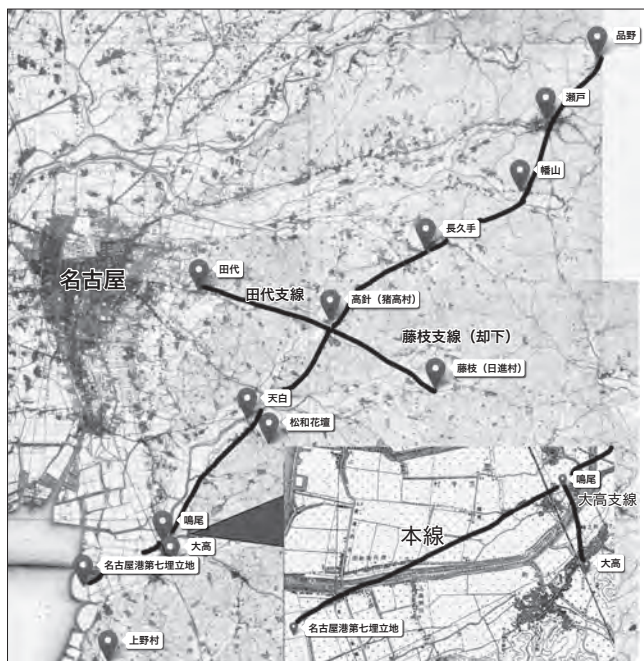 品野
瀬戸
幡山
長久手
名古屋
田代
田代支線
高針（猪高村）
藤枝支線（却下）
藤枝（日進村）
天白
松和花壇
鳴尾
大高
名古屋港第七埋立地
上野村
鳴尾
大高支線
本線
大高
名古屋港第七埋立地